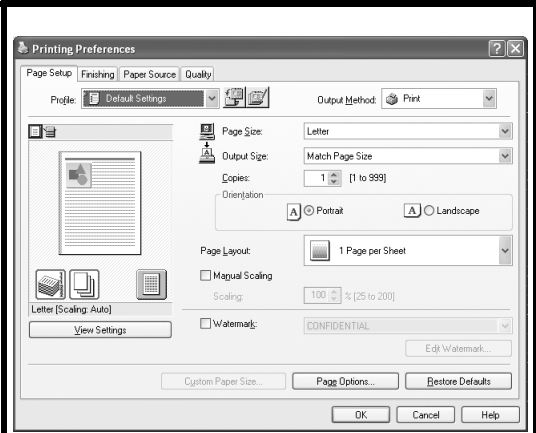 Printing Preferences
Page Setup Finishing Paper Source Quality
Profile: Default Settings Output Method: Print
Page Size: Letter
Output Size: Match Page Size
Copies: 1 [1 to 999]
Orientation
A Portrait A Landscape
Page Layout: 1 Page per Sheet
Manual Scaling
Scaling: 100 % [25 to 200]
Letter [Scaling: Auto]
View Settings
Watermark: CONFIDENTIAL
Edit Watermark...
Custom Paper Size... Page Options... Restore Defaults
OK Cancel Help